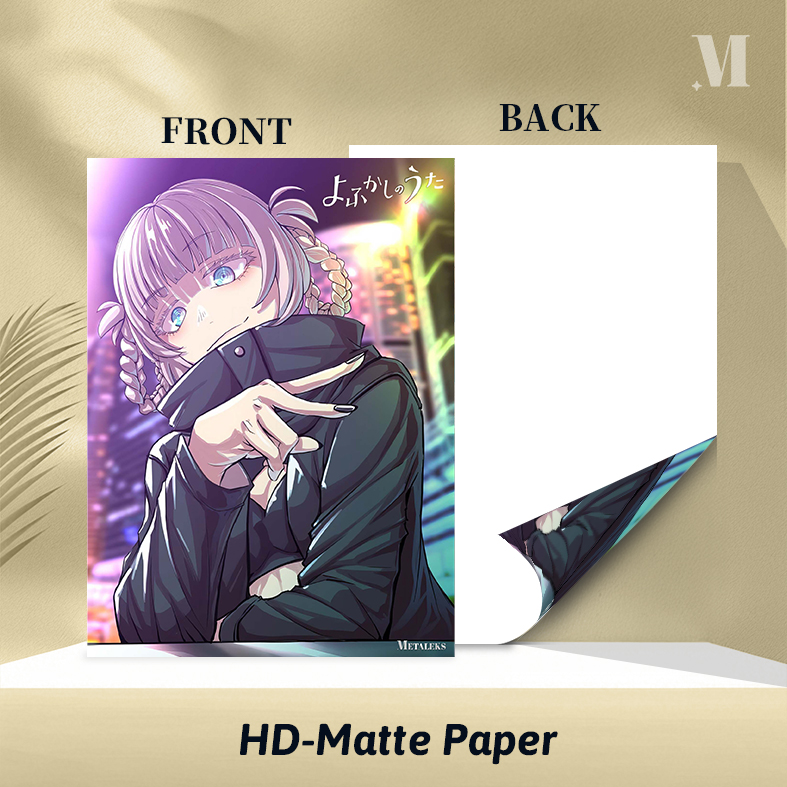 M
BACK
FRONT
よふかしのうた
METALEKS
HD-Matte Paper